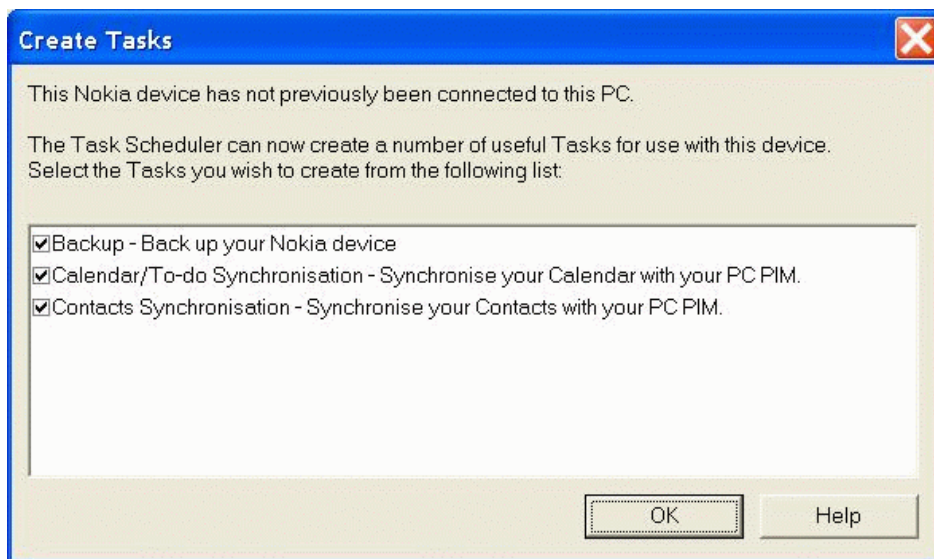 Create Tasks
This Nokia device has not previously been connected to this PC.
The Task Scheduler can now create a number of useful Tasks for use with this device.
Select the Tasks you wish to create from the following list:
Backup - Back up your Nokia device
Calendar/To-do Synchronisation - Synchronise your Calendar with your PC PIM.
Contacts Synchronisation - Synchronise your Contacts with your PC PIM.
OK Help